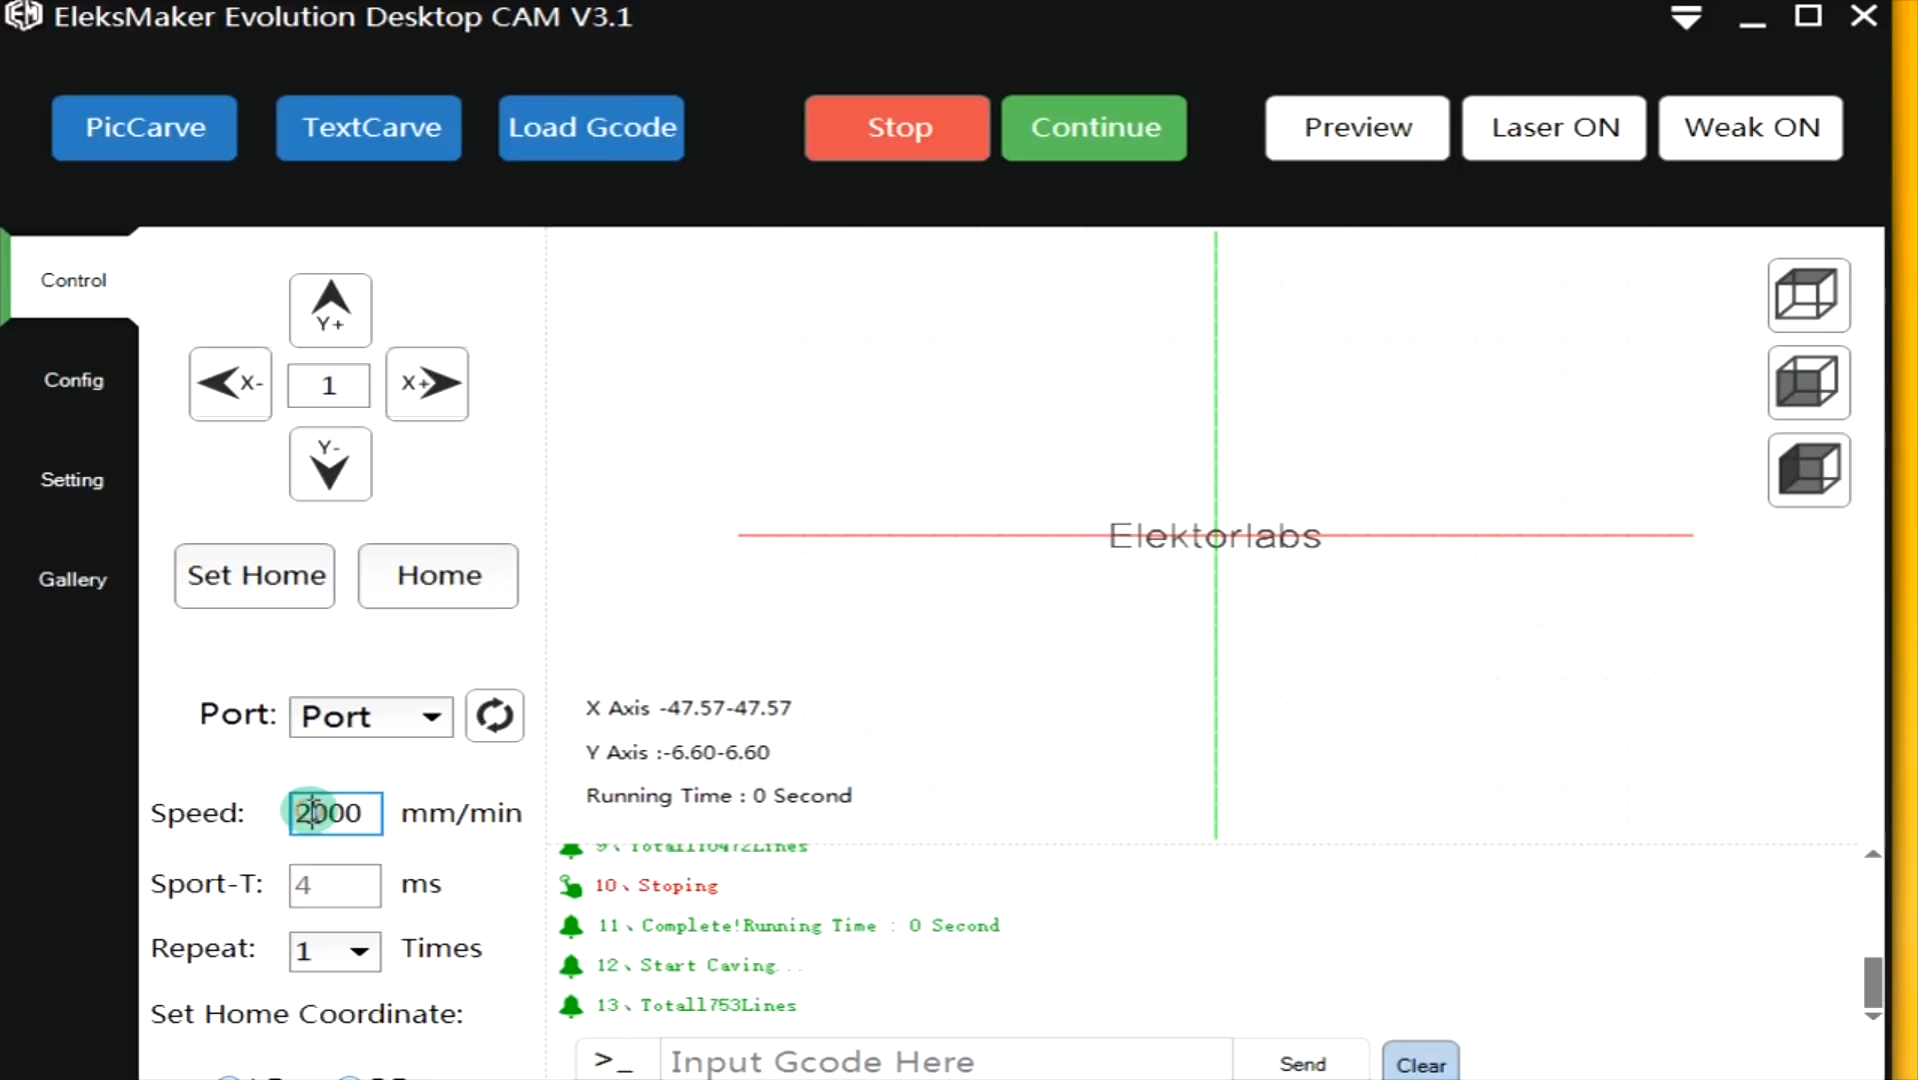 EleksMaker Evolution Desktop CAM V3.1
PicCarve
TextCarve
Load Gcode
Stop
Continue
Preview
Laser ON
Weak ON
Control
Config
Setting
Gallery
Y+
X-
1
X+
Y-
Set Home
Home
Port:
Port
Speed:
2000
mm/min
Sport-T:
4
ms
Repeat:
1
Times
Set Home Coordinate:
Elektorlabs
X Axis -47.57-47.57
Y Axis :-6.60-6.60
Running Time : 0 Second
9、Totall10472Lines
10、Stoping
11、Complete!Running Time : 0 Second
12、Start Caving...
13、Totall753Lines
>_
Input Gcode Here
Send
Clear